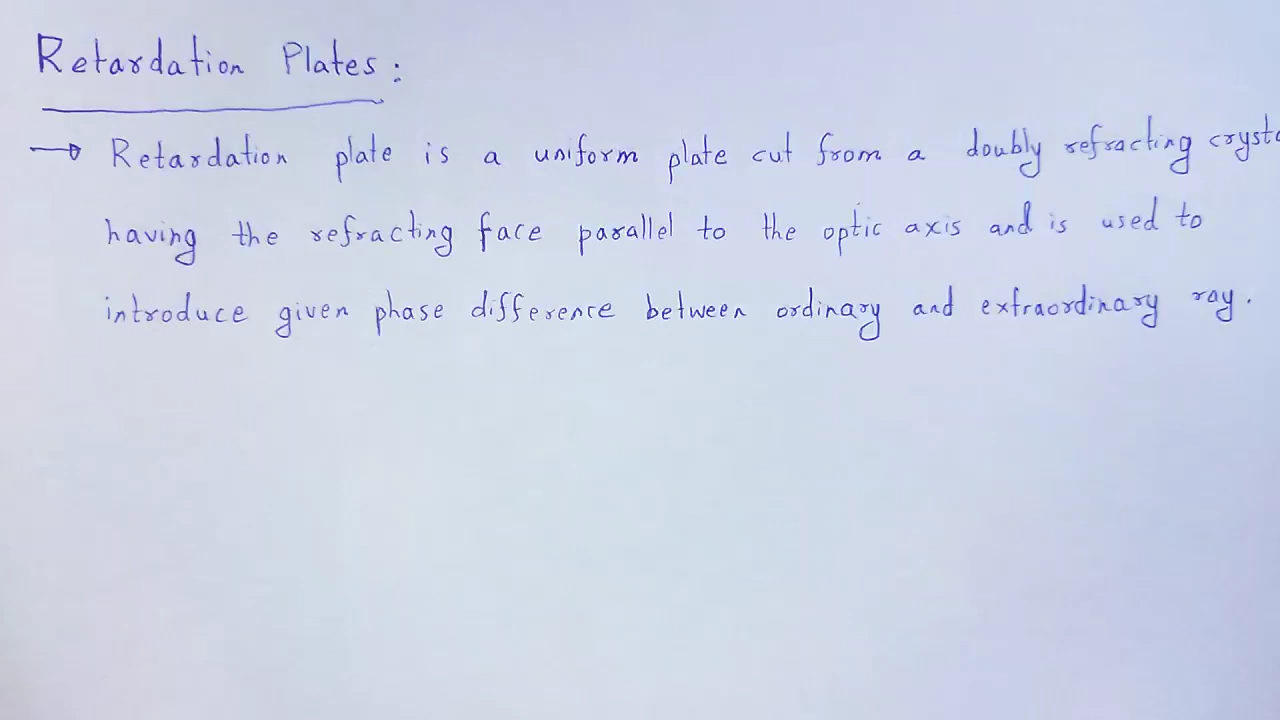 Retardation Plates:
→ Retardation plate is a uniform plate cut from a doubly refracting crysta
having the refracting face parallel to the optic axis and is used to
introduce given phase difference between ordinary and extraordinary ray.